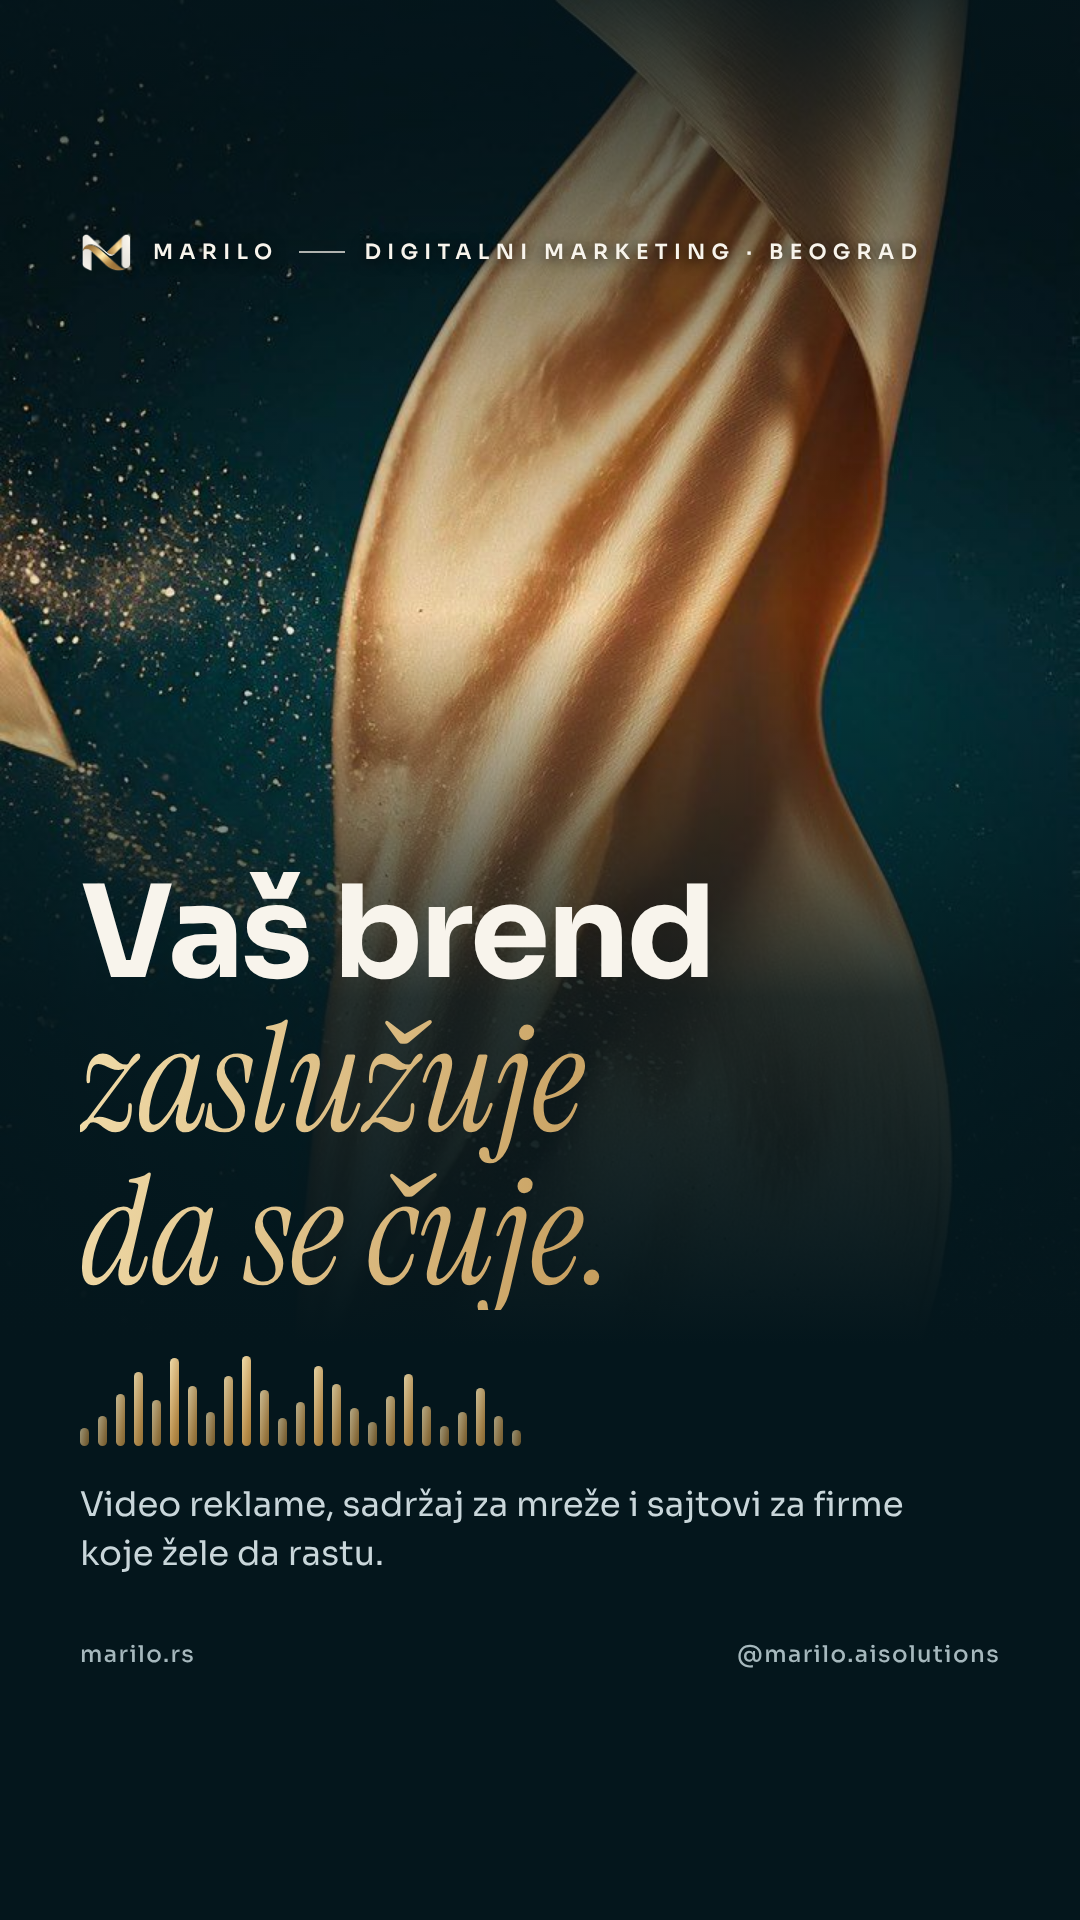 MARILO — DIGITALNI MARKETING · BEOGRAD
Vaš brend
zaslužuje
da se čuje.
Video reklame, sadržaj za mreže i sajtovi za firme
koje žele da rastu.
marilo.rs
@marilo.aisolutions